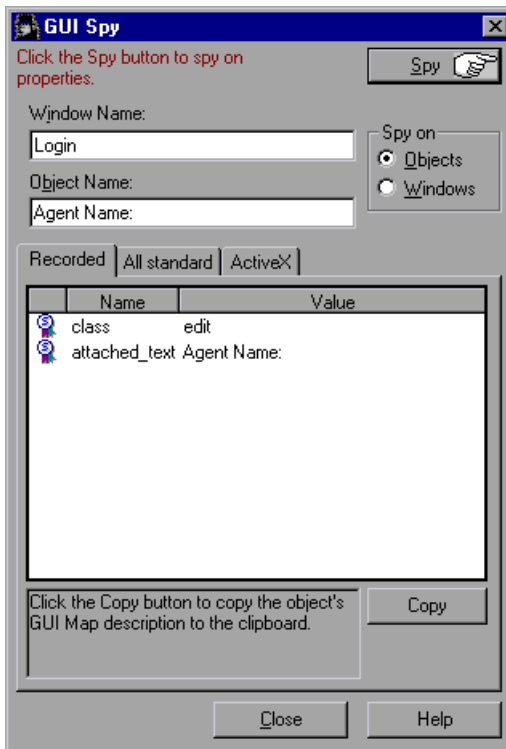 GUI Spy
Click the Spy button to spy on
properties.
Spy
Window Name:
Login
Spy on
Objects
Windows
Object Name:
Agent Name:
Recorded All standard ActiveX
Name Value
class edit
attached_text Agent Name:
Click the Copy button to copy the object's
GUI Map description to the clipboard.
Copy
Close Help